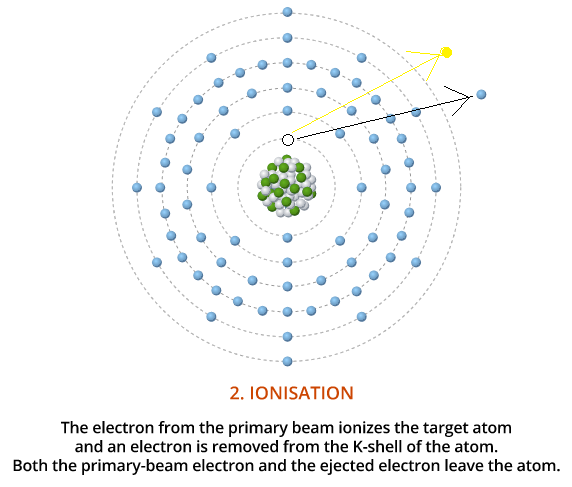 2. IONISATION
The electron from the primary beam ionizes the target atom
and an electron is removed from the K-shell of the atom.
Both the primary-beam electron and the ejected electron leave the atom.